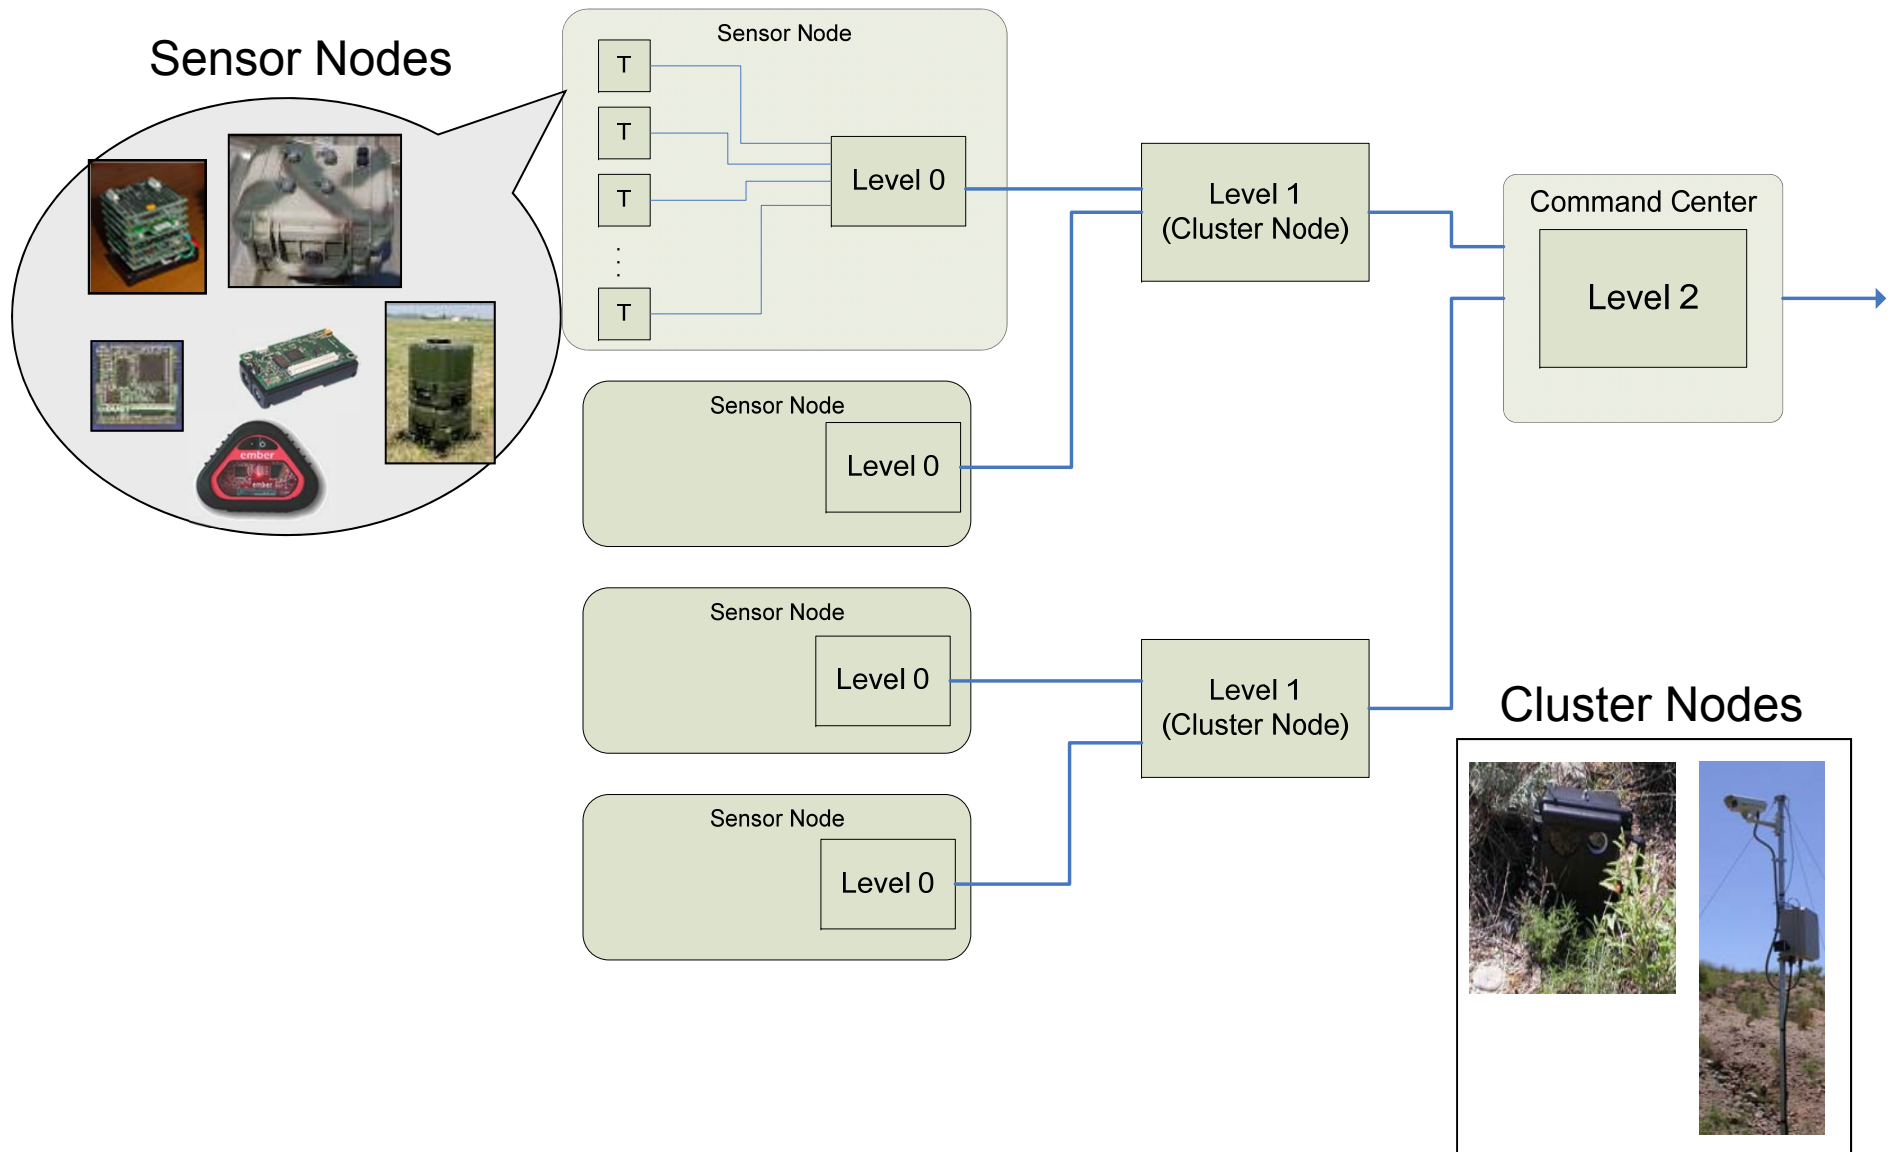 Sensor Nodes
Sensor Node
T
T
T
T
Level 0
Level 1
(Cluster Node)
Command Center
Level 2
Sensor Node
Level 0
Sensor Node
Level 0
Level 1
(Cluster Node)
Sensor Node
Level 0
Cluster Nodes
ember
ember